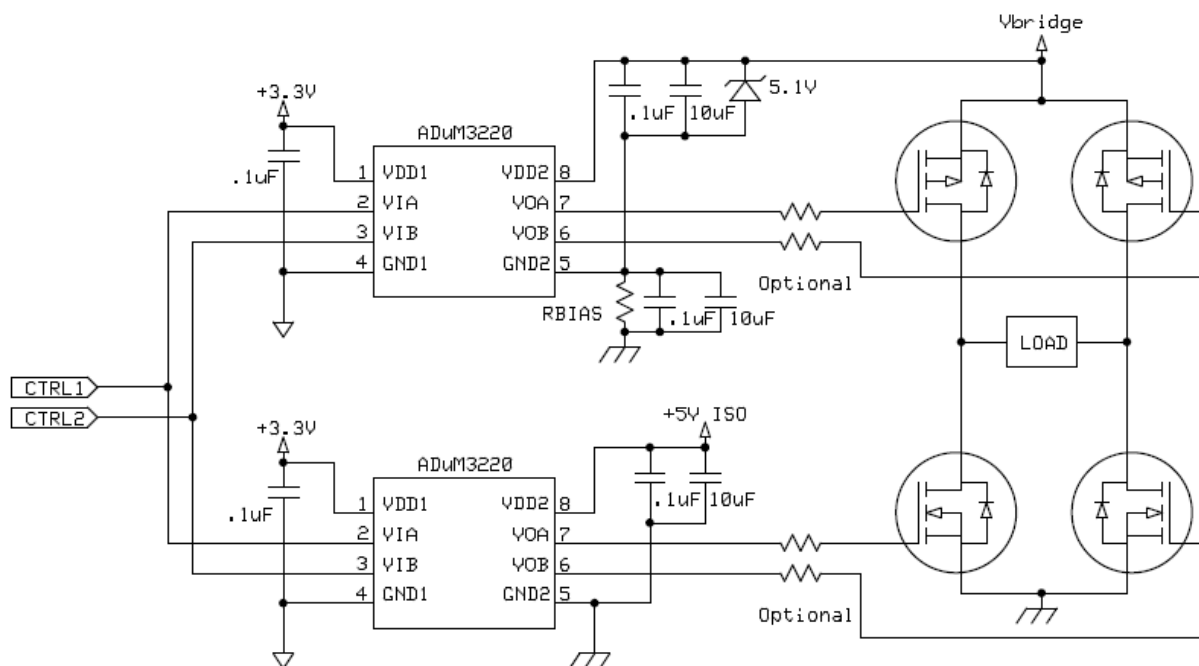 Vbridge
+3.3V
.1uF
10uF
5.1V
ADuM3220
.1uF
1 VDD1 VDD2 8
2 VIA VOA 7
3 VIB VOB 6
4 GND1 GND2 5
Optional
RBIAS
.1uF
10uF
LOAD
CTRL1
CTRL2
+3.3V
+5V ISO
ADuM3220
.1uF
10uF
.1uF
1 VDD1 VDD2 8
2 VIA VOA 7
3 VIB VOB 6
4 GND1 GND2 5
Optional